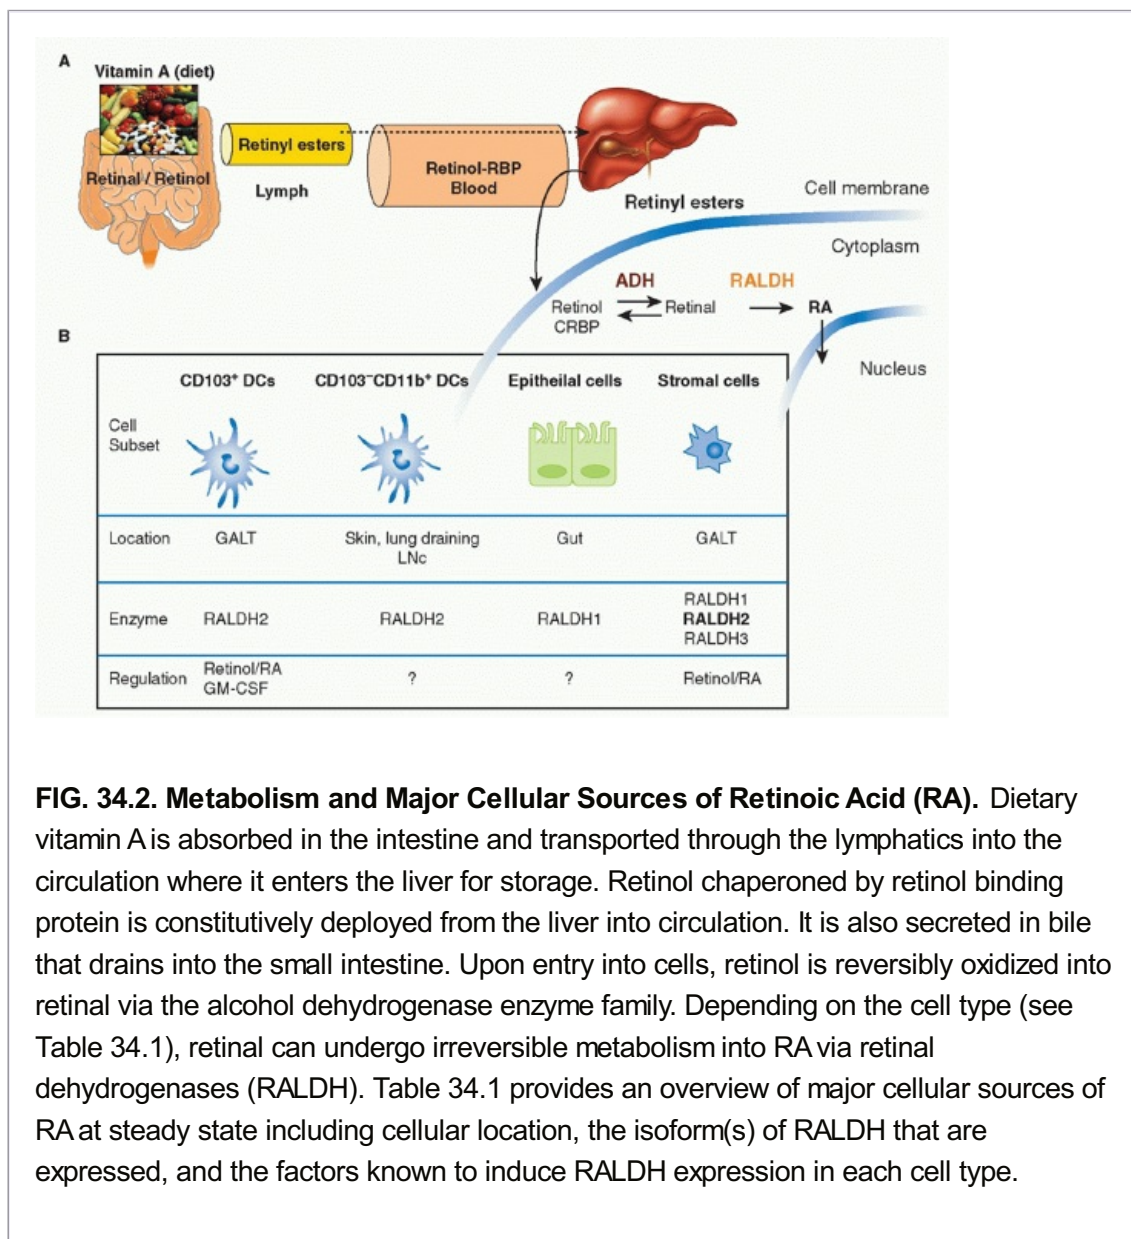 A
Vitamin A (diet)
Retinal / Retinol
Retinyl esters
Lymph
Retinol-RBP
Blood
Retinyl esters
Cell membrane
Cytoplasm
ADH
RALDH
Retinol
CRBP
Retinal
RA
Nucleus
B
CD103⁺ DCs CD103⁻CD11b⁺ DCs Epitheilal cells Stromal cells
Cell
Subset
Location GALT Skin, lung draining Gut GALT
LNc
RALDH1
Enzyme RALDH2 RALDH2 RALDH1 RALDH2
RALDH3
Retinol/RA
Regulation ? ? Retinol/RA
GM-CSF
FIG. 34.2. Metabolism and Major Cellular Sources of Retinoic Acid (RA). Dietary
vitamin A is absorbed in the intestine and transported through the lymphatics into the
circulation where it enters the liver for storage. Retinol chaperoned by retinol binding
protein is constitutively deployed from the liver into circulation. It is also secreted in bile
that drains into the small intestine. Upon entry into cells, retinol is reversibly oxidized into
retinal via the alcohol dehydrogenase enzyme family. Depending on the cell type (see
Table 34.1), retinal can undergo irreversible metabolism into RA via retinal
dehydrogenases (RALDH). Table 34.1 provides an overview of major cellular sources of
RA at steady state including cellular location, the isoform(s) of RALDH that are
expressed, and the factors known to induce RALDH expression in each cell type.